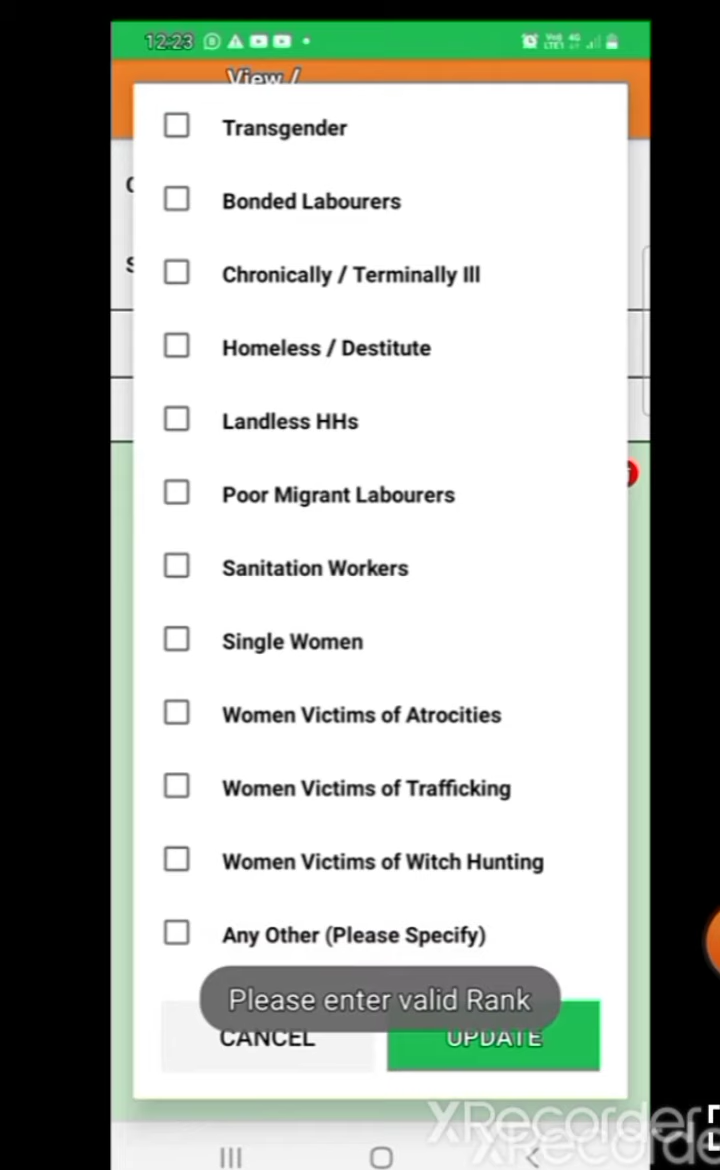 12:23
View /
Transgender
Bonded Labourers
Chronically / Terminally Ill
Homeless / Destitute
Landless HHs
Poor Migrant Labourers
Sanitation Workers
Single Women
Women Victims of Atrocities
Women Victims of Trafficking
Women Victims of Witch Hunting
Any Other (Please Specify)
Please enter valid Rank
CANCEL
UPDATE
XRecorder
XRecorder